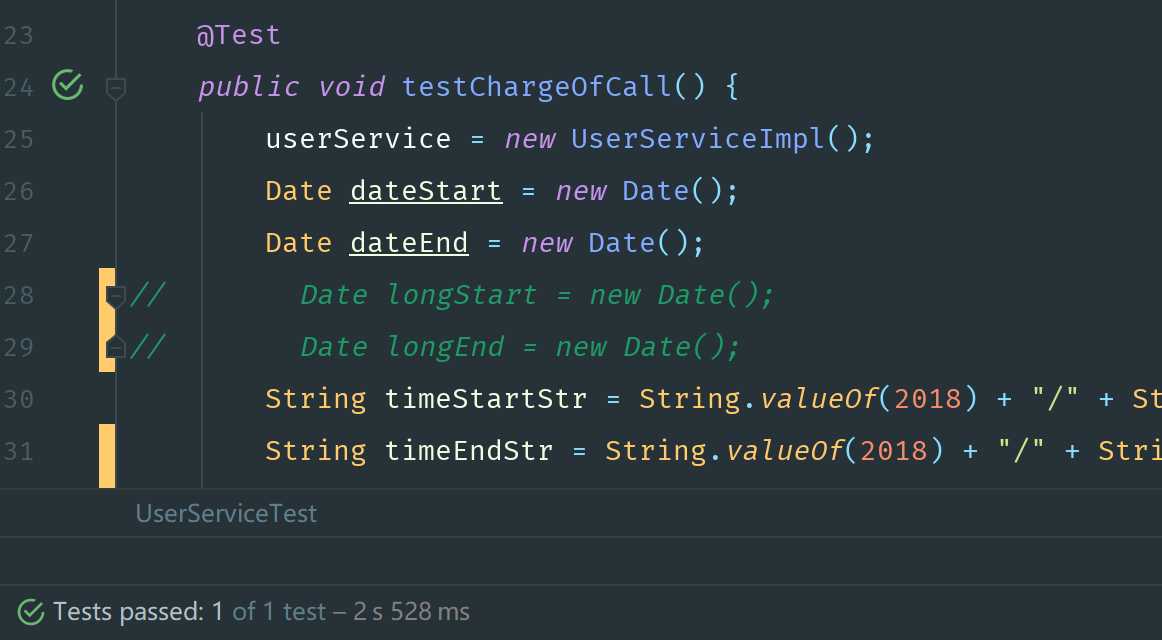 23 @Test
24 public void testChargeOfCall() {
25 userService = new UserServiceImpl();
26 Date dateStart = new Date();
27 Date dateEnd = new Date();
28 // Date longStart = new Date();
29 // Date longEnd = new Date();
30 String timeStartStr = String.valueOf(2018) + "/" + St
31 String timeEndStr = String.valueOf(2018) + "/" + Stri
UserServiceTest
Tests passed: 1 of 1 test – 2 s 528 ms